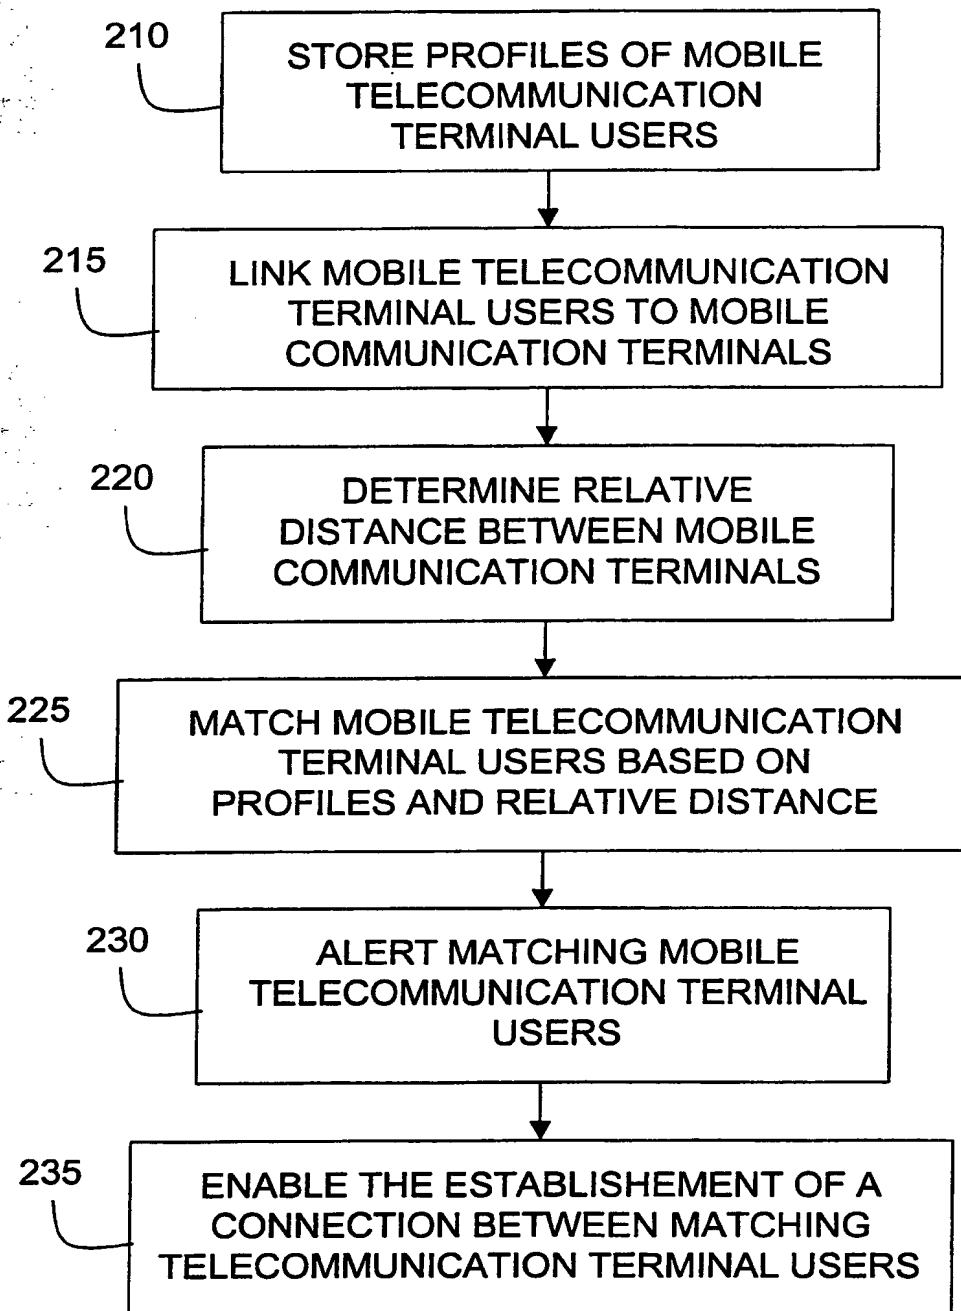 210
STORE PROFILES OF MOBILE
TELECOMMUNICATION
TERMINAL USERS
215
LINK MOBILE TELECOMMUNICATION
TERMINAL USERS TO MOBILE
COMMUNICATION TERMINALS
220
DETERMINE RELATIVE
DISTANCE BETWEEN MOBILE
COMMUNICATION TERMINALS
225
MATCH MOBILE TELECOMMUNICATION
TERMINAL USERS BASED ON
PROFILES AND RELATIVE DISTANCE
230
ALERT MATCHING MOBILE
TELECOMMUNICATION TERMINAL
USERS
235
ENABLE THE ESTABLISHEMENT OF A
CONNECTION BETWEEN MATCHING
TELECOMMUNICATION TERMINAL USERS